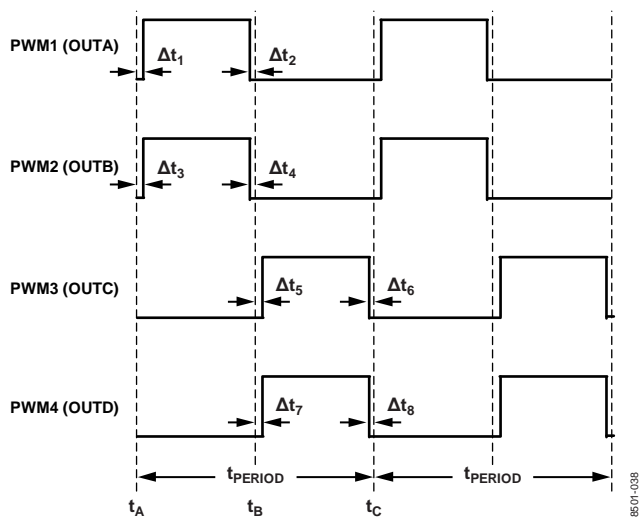 PWM1 (OUTA)
Δt1
Δt2
PWM2 (OUTB)
Δt3
Δt4
PWM3 (OUTC)
Δt5
Δt6
PWM4 (OUTD)
Δt7
Δt8
tPERIOD
tPERIOD
tA
tB
tC
8501-038